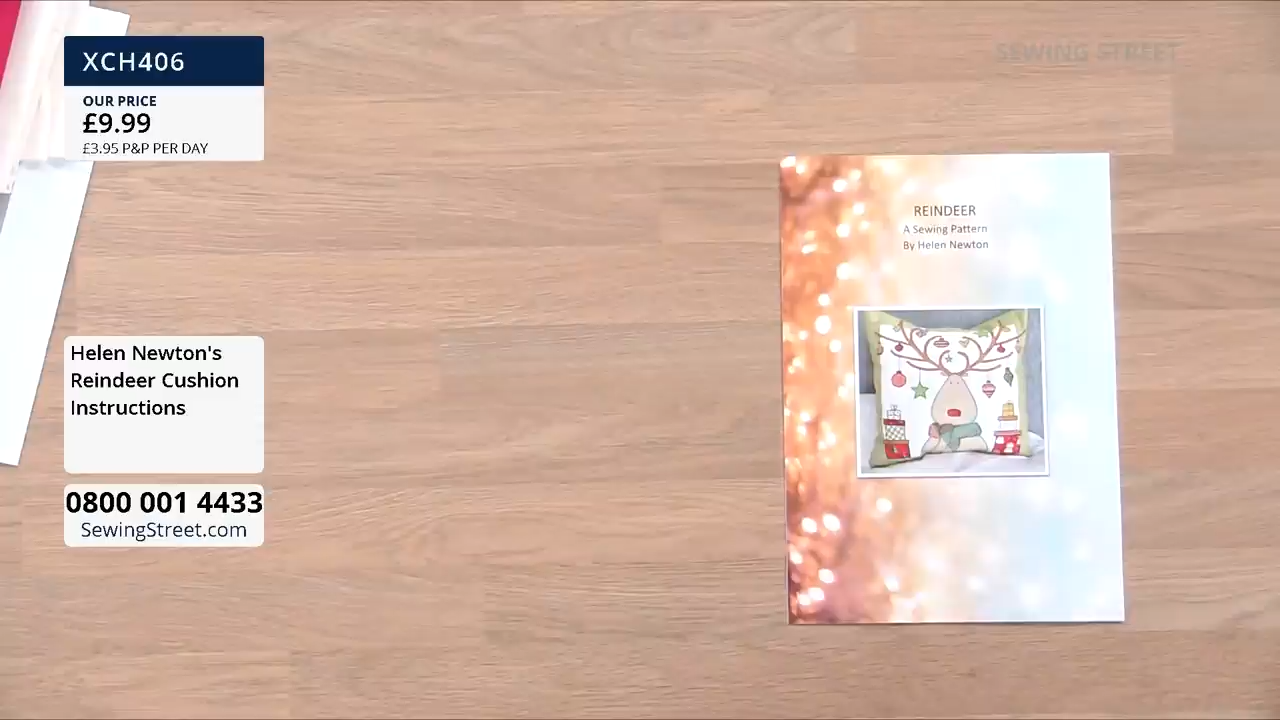 XCH406
OUR PRICE
£9.99
£3.95 P&P PER DAY
SEWING STREET
REINDEER
A Sewing Pattern
By Helen Newton
Helen Newton's
Reindeer Cushion
Instructions
0800 001 4433
SewingStreet.com